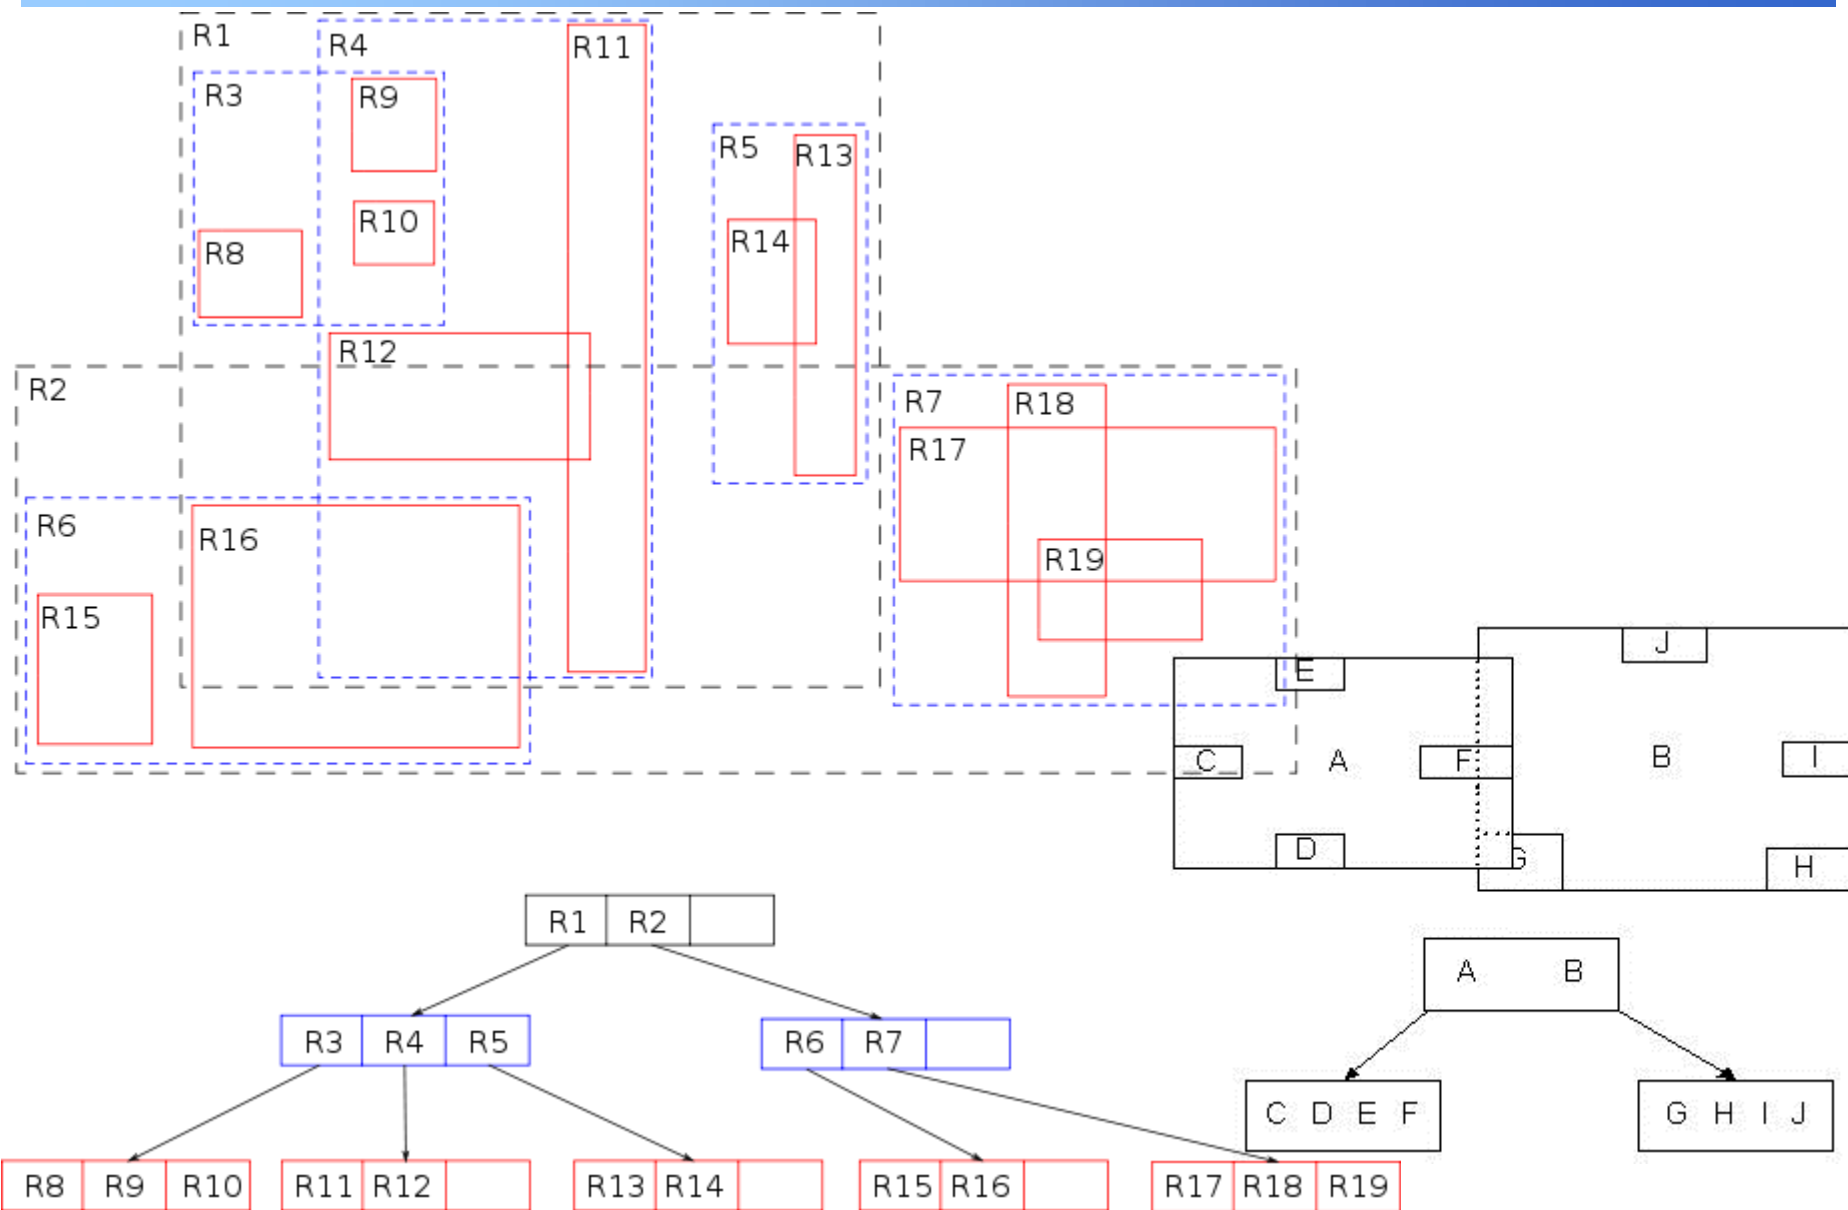 R1
R4
R11
R3
R9
R5
R13
R10
R14
R8
R12
R2
R7
R18
R17
R6
R16
R19
R15
J
E
C
A
F
B
I
D
G
H
R1 R2
A B
R3 R4 R5
R6 R7
C D E F
G H I J
R8 R9 R10
R11 R12
R13 R14
R15 R16
R17 R18 R19